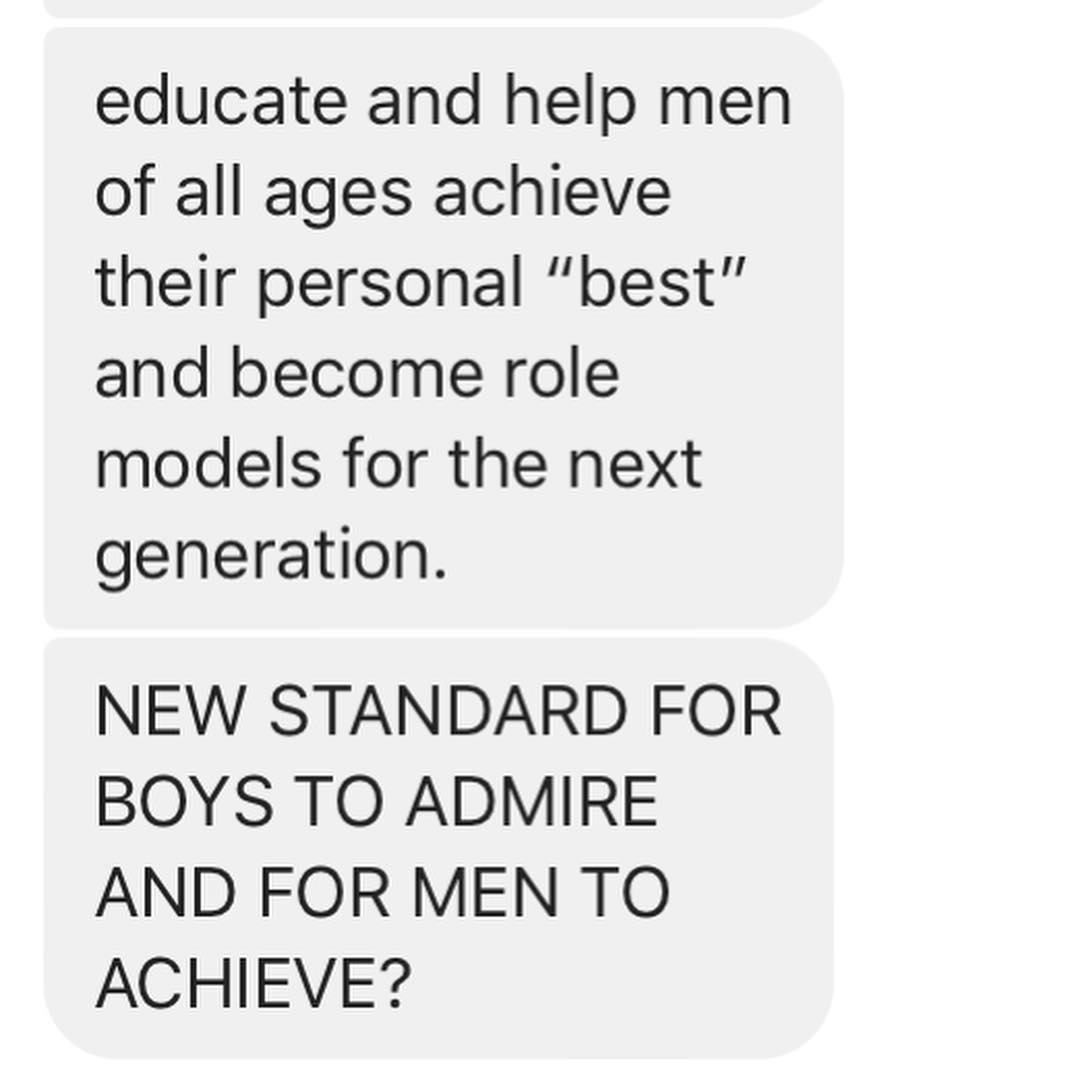 educate and help men
of all ages achieve
their personal “best”
and become role
models for the next
generation.
NEW STANDARD FOR
BOYS TO ADMIRE
AND FOR MEN TO
ACHIEVE?